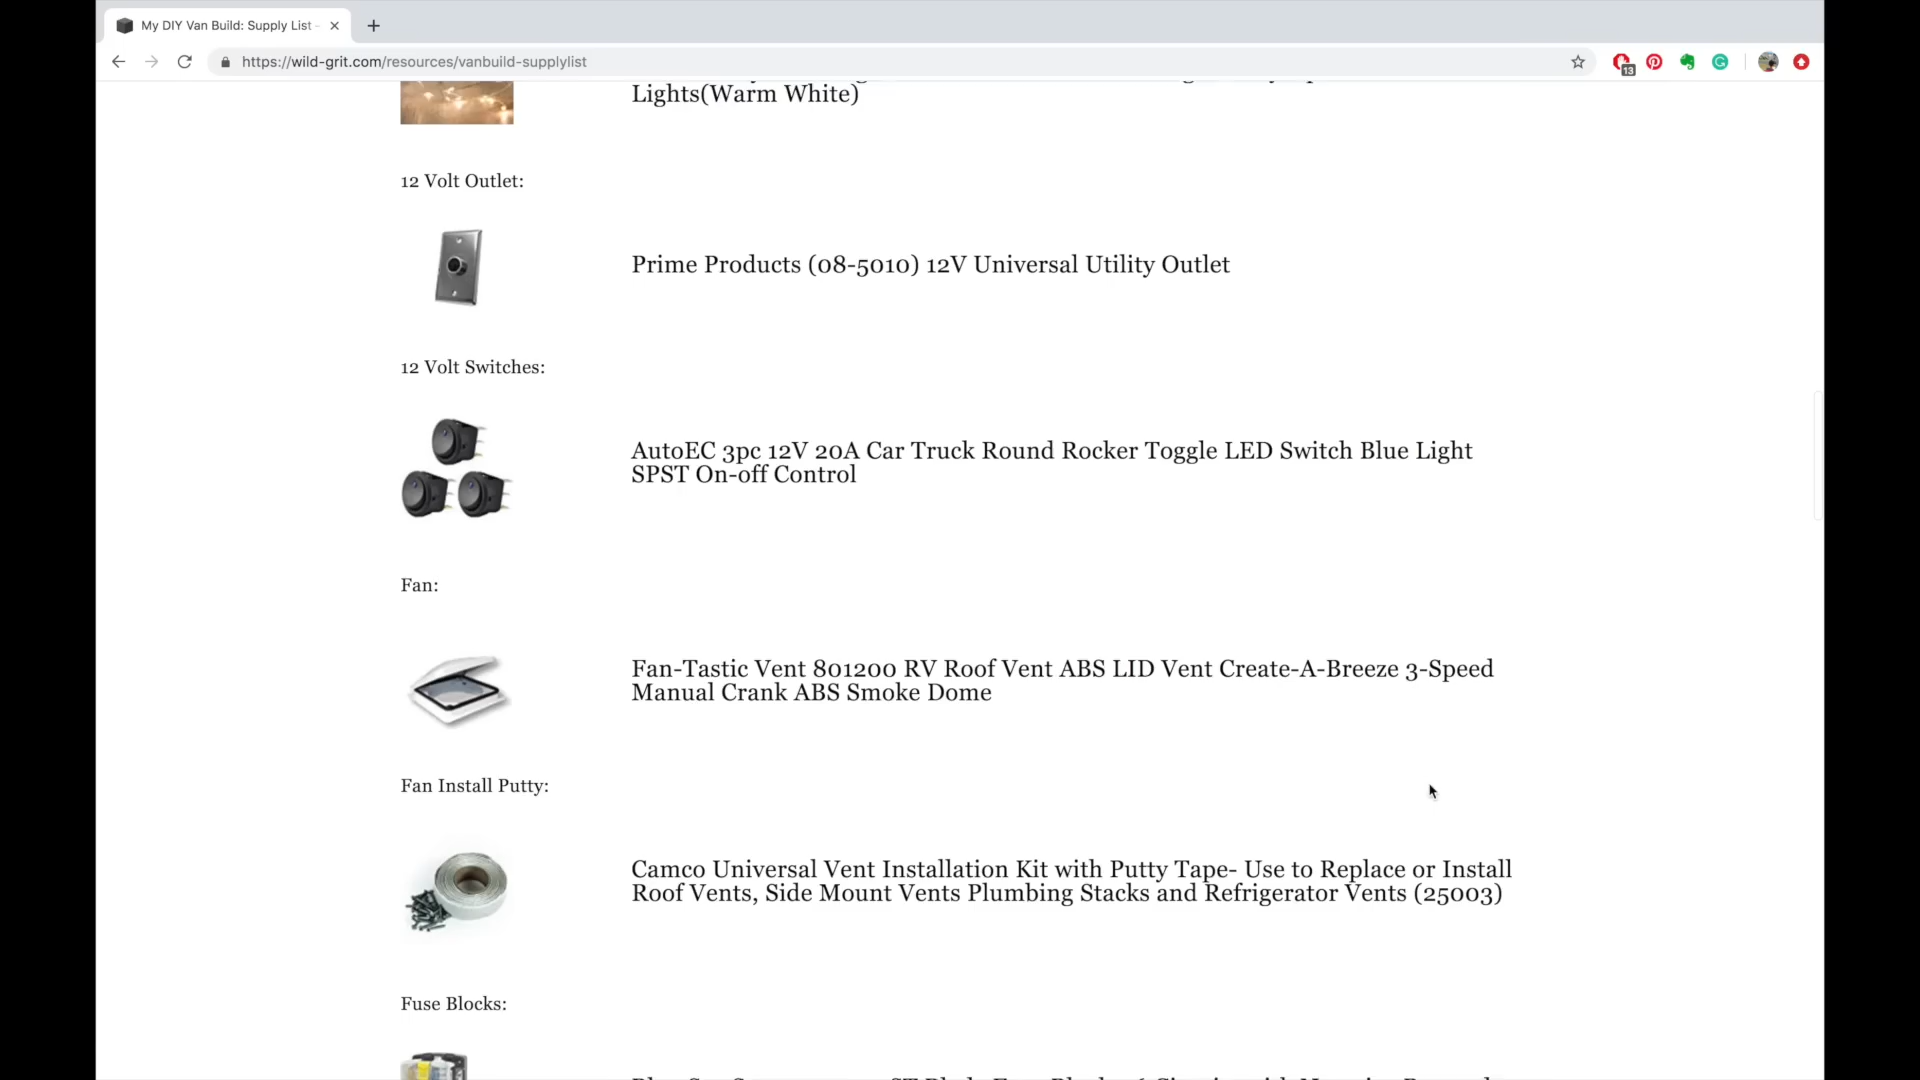 My DIY Van Build: Supply List -
https://wild-grit.com/resources/vanbuild-supplylist
13
Lights(Warm White)
12 Volt Outlet:
Prime Products (08-5010) 12V Universal Utility Outlet
12 Volt Switches:
AutoEC 3pc 12V 20A Car Truck Round Rocker Toggle LED Switch Blue Light
SPST On-off Control
Fan:
Fan-Tastic Vent 801200 RV Roof Vent ABS LID Vent Create-A-Breeze 3-Speed
Manual Crank ABS Smoke Dome
Fan Install Putty:
Camco Universal Vent Installation Kit with Putty Tape- Use to Replace or Install
Roof Vents, Side Mount Vents Plumbing Stacks and Refrigerator Vents (25003)
Fuse Blocks: